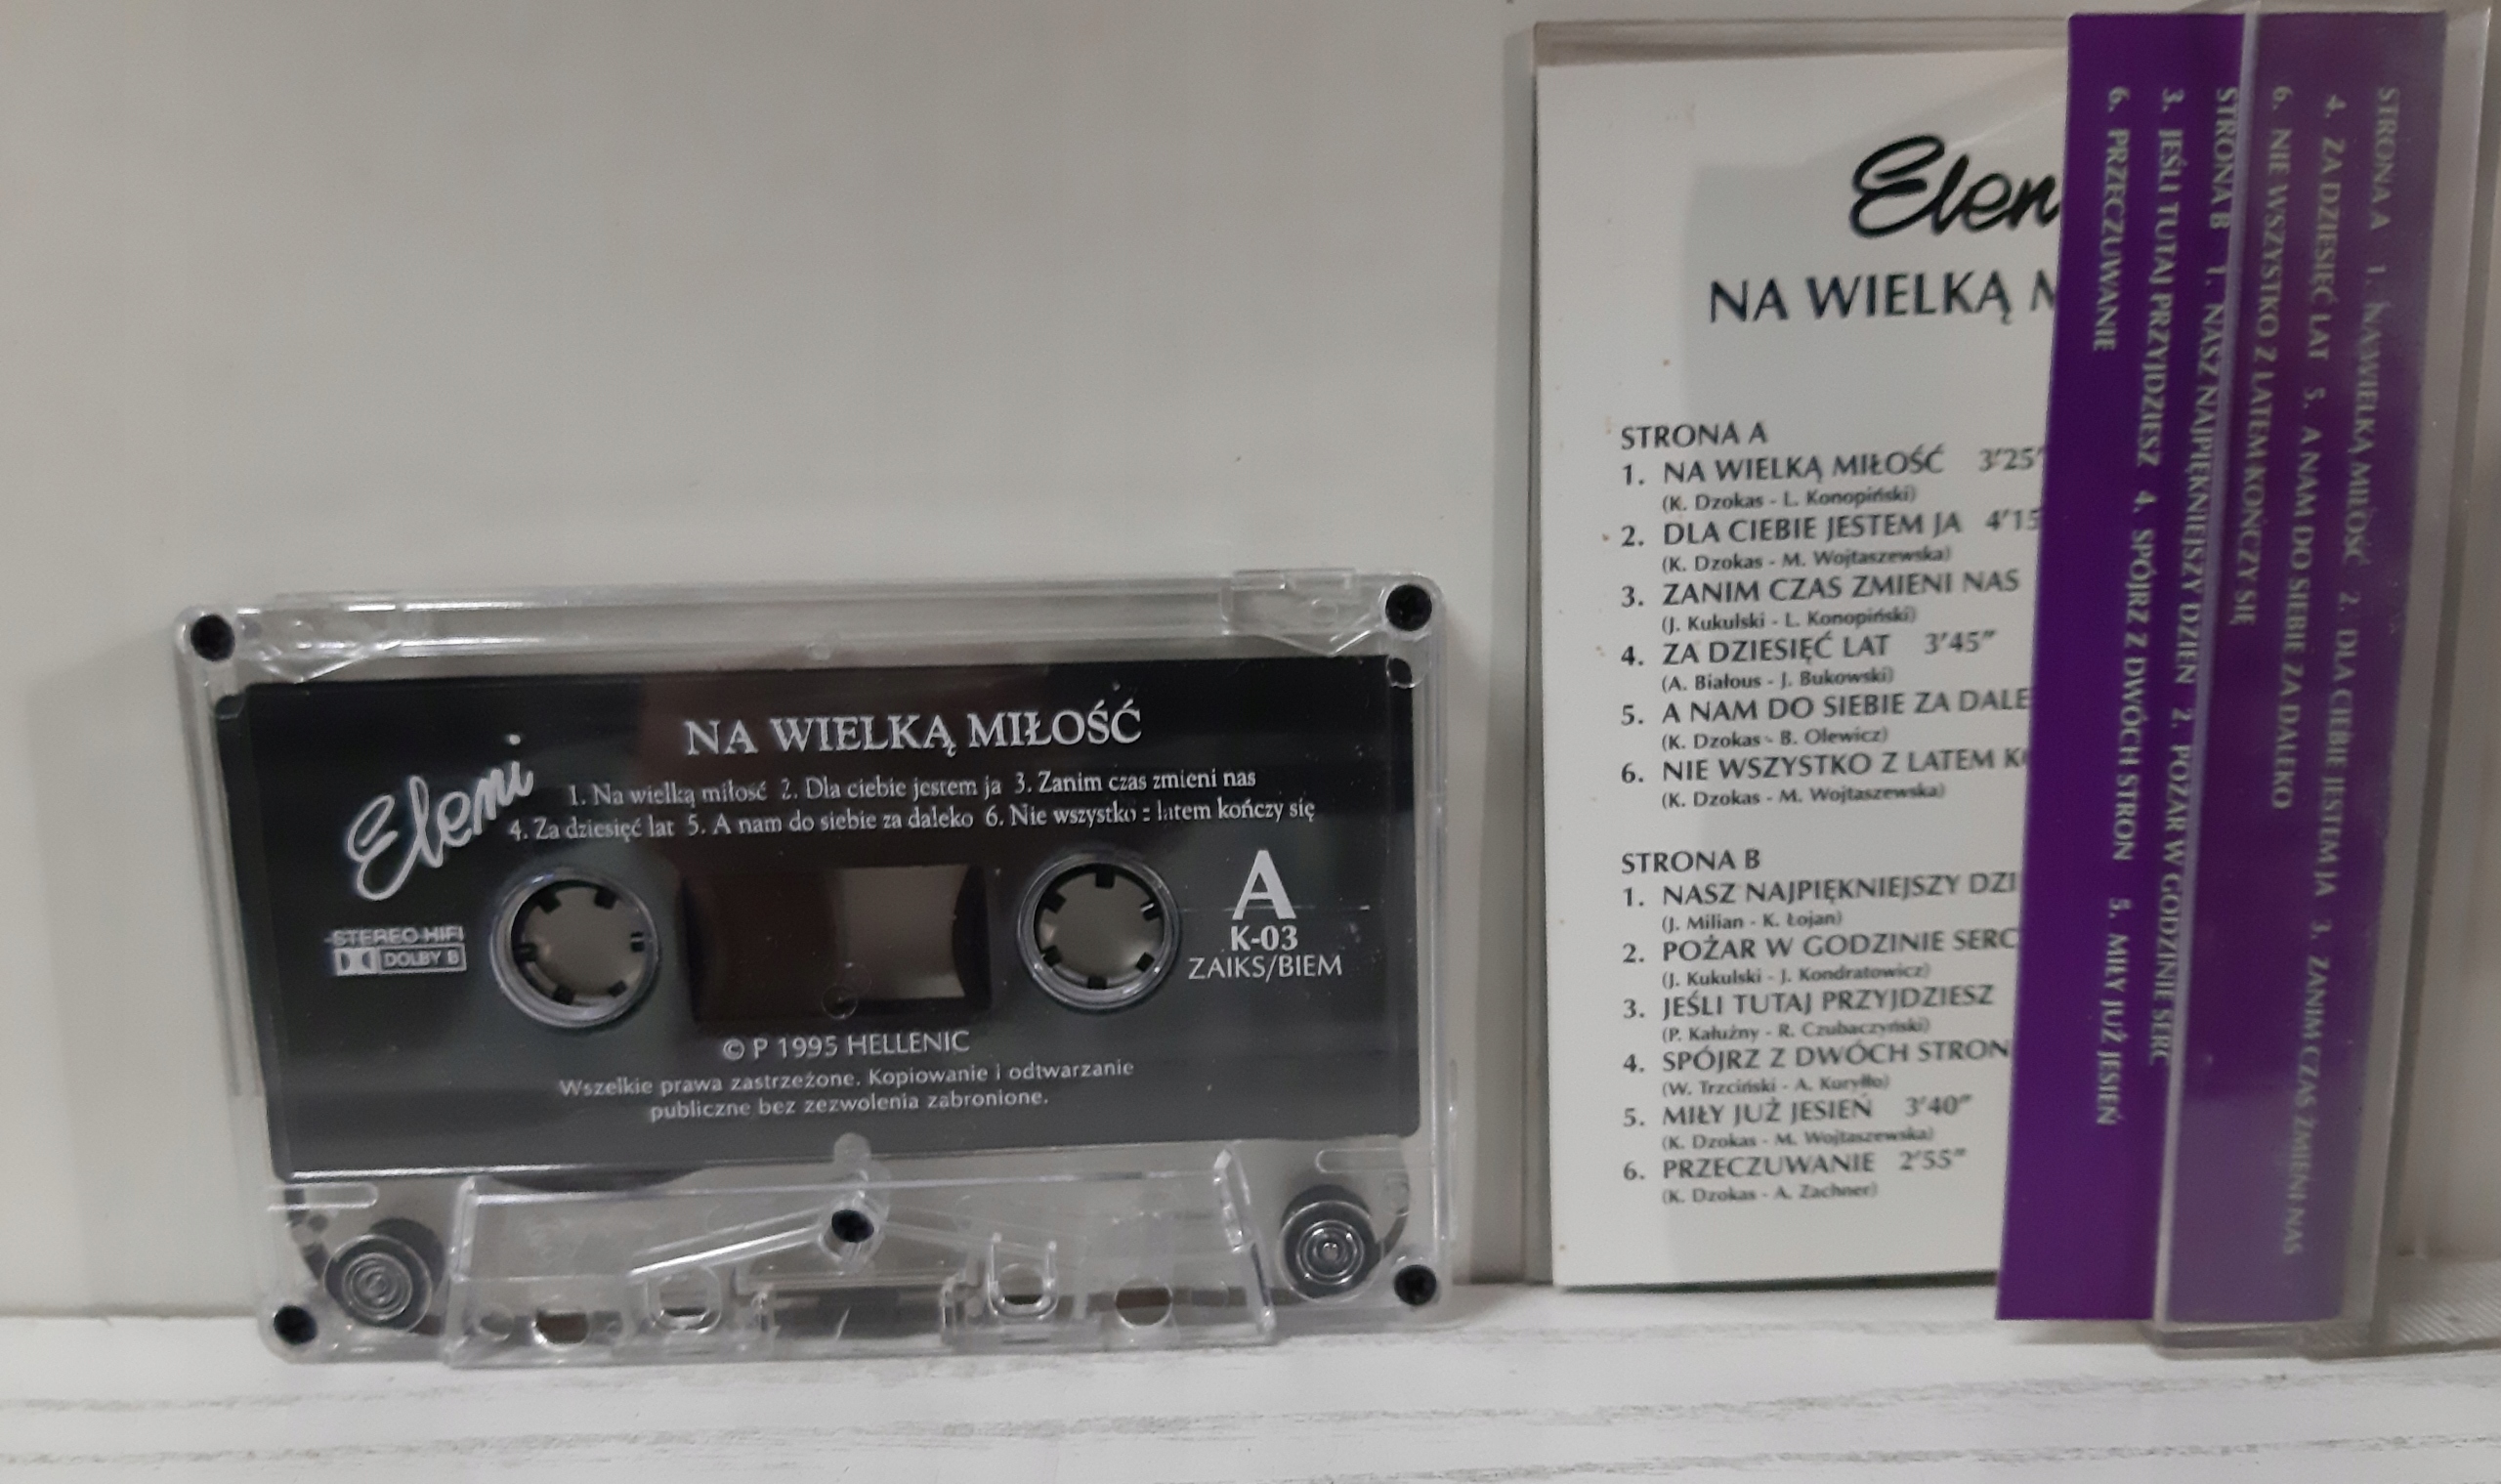 NA WIELKĄ MIŁOŚĆ
Eleni
1. Na wielką miłość 2. Dla ciebie jestem ja 3. Zanim czas zmieni nas
4. Za dziesięć lat 5. A nam do siebie za daleko 6. Nie wszystko z latem kończy się
STEREO HIFI
DOLBY B
A
K-03
ZAIKS/BIEM
© P 1995 HELLENIC
Wszelkie prawa zastrzeżone. Kopiowanie i odtwarzanie
publiczne bez zezwolenia zabronione.
Elen
NA WIELKĄ M
STRONA A
1. NA WIELKĄ MIŁOŚĆ 3'25"
(K. Dzokas - L. Konopiński)
2. DLA CIEBIE JESTEM JA 4'15
(K. Dzokas - M. Wojtaszewska)
3. ZANIM CZAS ZMIENI NAS
(J. Kukulski - L. Konopiński)
4. ZA DZIESIĘĆ LAT 3'45"
(A. Białous - J. Bukowski)
5. A NAM DO SIEBIE ZA DALE
(K. Dzokas - B. Olewicz)
6. NIE WSZYSTKO Z LATEM K
(K. Dzokas - M. Wojtaszewska)
STRONA B
1. NASZ NAJPIĘKNIEJSZY DZI
(J. Milian - K. Łojan)
2. POŻAR W GODZINIE SERC
(J. Kukulski - J. Kondratowicz)
3. JEŚLI TUTAJ PRZYJDZIESZ
(P. Kałużny - R. Czubaczyński)
4. SPÓJRZ Z DWÓCH STRON
(W. Trzciński - A. Kuryłło)
5. MIŁY JUŻ JESIEŃ 3'40"
(K. Dzokas - M. Wojtaszewska)
6. PRZECZUWANIE 2'55"
(K. Dzokas - A. Zachner)
STRONA A 1. NA WIELKĄ MIŁOŚĆ 2. DLA CIEBIE JESTEM JA 3. ZANIM CZAS ZMIENI NAS
4. ZA DZIESIĘĆ LAT 5. A NAM DO SIEBIE ZA DALEKO
6. NIE WSZYSTKO Z LATEM KOŃCZY SIĘ
STRONA B 1. NASZ NAJPIĘKNIEJSZY DZIEŃ 2. POŻAR W GODZINIE SERC
3. JEŚLI TUTAJ PRZYJDZIESZ 4. SPÓJRZ Z DWÓCH STRON 5. MIŁY JUŻ JESIEŃ
6. PRZECZUWANIE